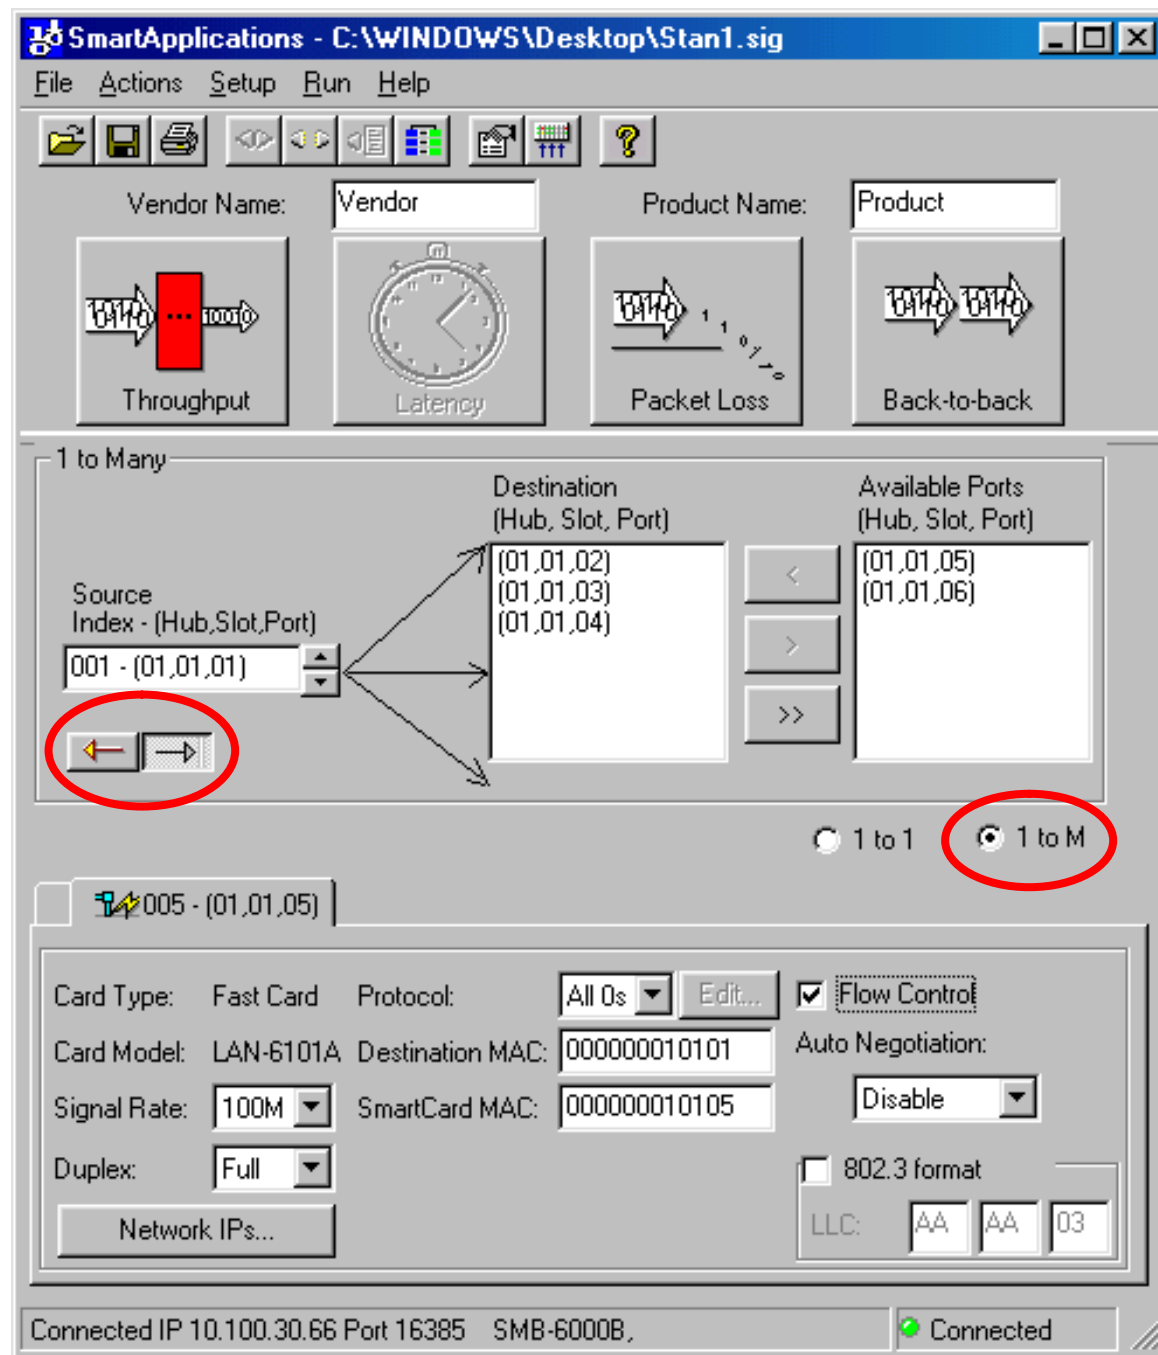 SmartApplications - C:\WINDOWS\Desktop\Stan1.sig
File Actions Setup Run Help
Vendor Name: Vendor Product Name: Product
Throughput Latency Packet Loss Back-to-back
1 to Many
Destination Available Ports
(Hub, Slot, Port) (Hub, Slot, Port)
(01,01,02) < (01,01,05)
(01,01,03) (01,01,06)
(01,01,04)
Source
Index - (Hub,Slot,Port)
001 - (01,01,01) >
>>
1 to 1 1 to M
005 - (01,01,05)
Card Type: Fast Card Protocol: All 0s Edit... Flow Control
Card Model: LAN-6101A Destination MAC: 000000010101 Auto Negotiation:
Signal Rate: 100M SmartCard MAC: 000000010105 Disable
Duplex: Full 802.3 format
Network IPs... LLC: AA AA 03
Connected IP 10.100.30.66 Port 16385 SMB-6000B, Connected